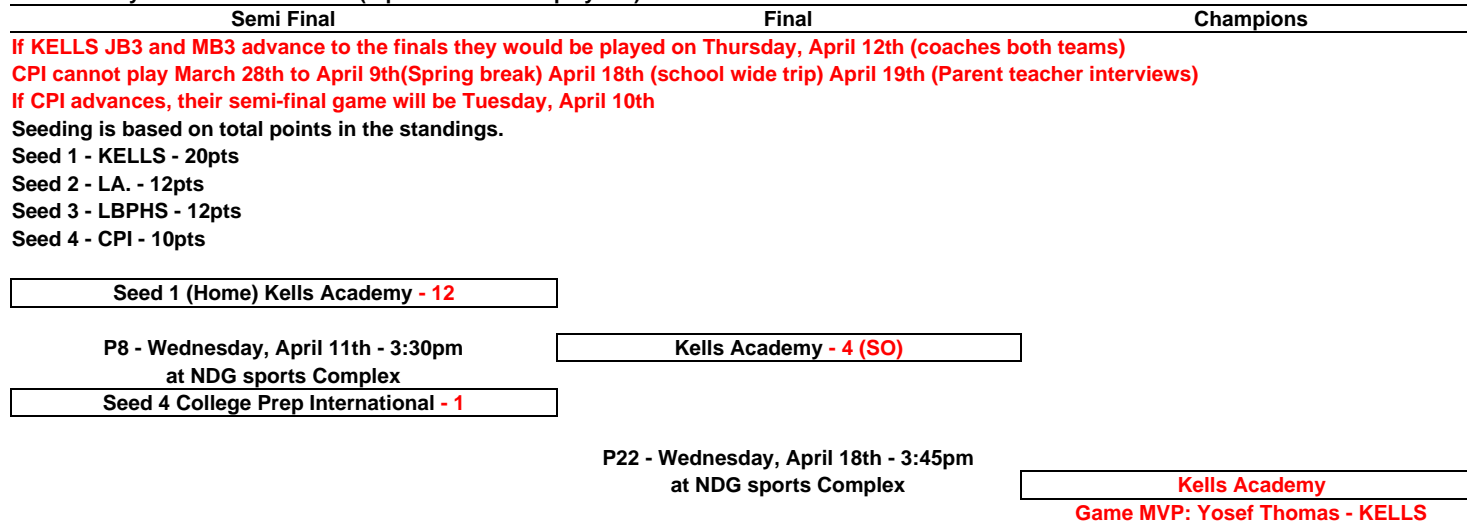 Semi Final Final Champions
If KELLS JB3 and MB3 advance to the finals they would be played on Thursday, April 12th (coaches both teams)
CPI cannot play March 28th to April 9th(Spring break) April 18th (school wide trip) April 19th (Parent teacher interviews)
If CPI advances, their semi-final game will be Tuesday, April 10th
Seeding is based on total points in the standings.
Seed 1 - KELLS - 20pts
Seed 2 - LA. - 12pts
Seed 3 - LBPHS - 12pts
Seed 4 - CPI - 10pts
Seed 1 (Home) Kells Academy - 12
P8 - Wednesday, April 11th - 3:30pm
at NDG sports Complex
Kells Academy - 4 (SO)
Seed 4 College Prep International - 1
P22 - Wednesday, April 18th - 3:45pm
at NDG sports Complex
Kells Academy
Game MVP: Yosef Thomas - KELLS